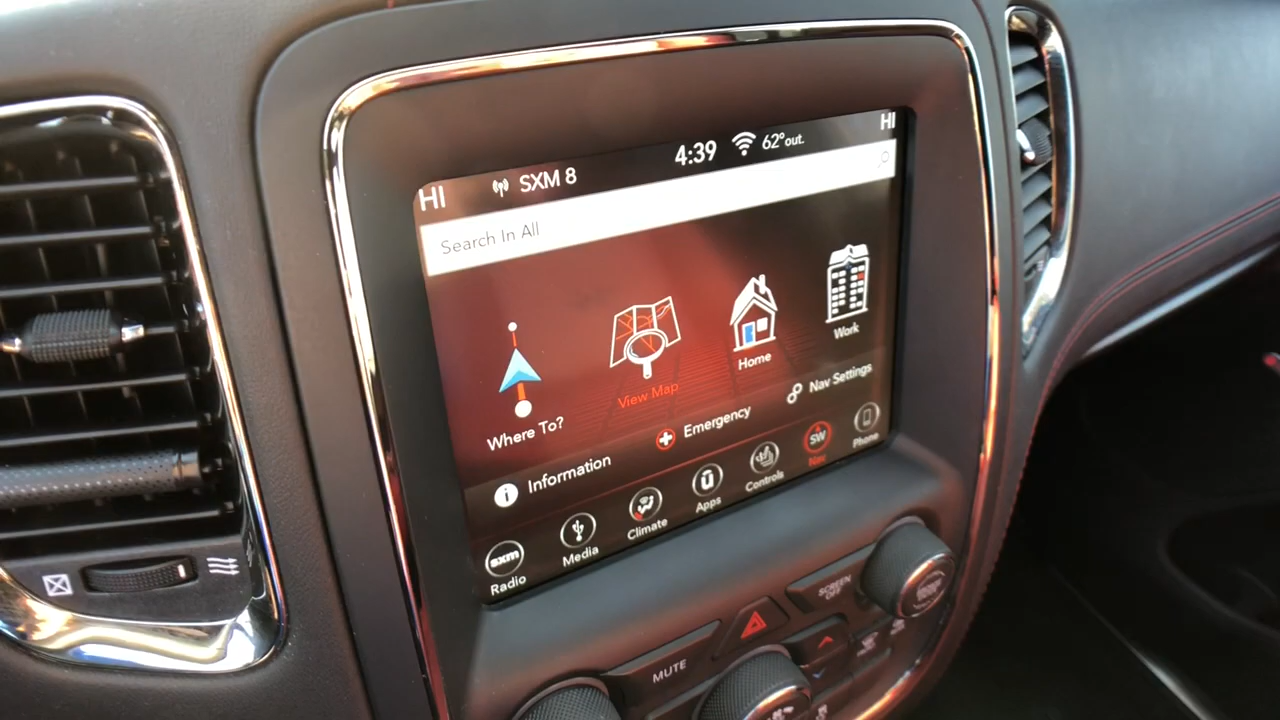 HI SXM 8 4:39 62° out. HI
Search In All
Where To? View Map Home Work
Information Emergency Nav Settings
sxm SW
Radio Media Climate Apps Controls Nav Phone
MUTE SCREEN
OFF